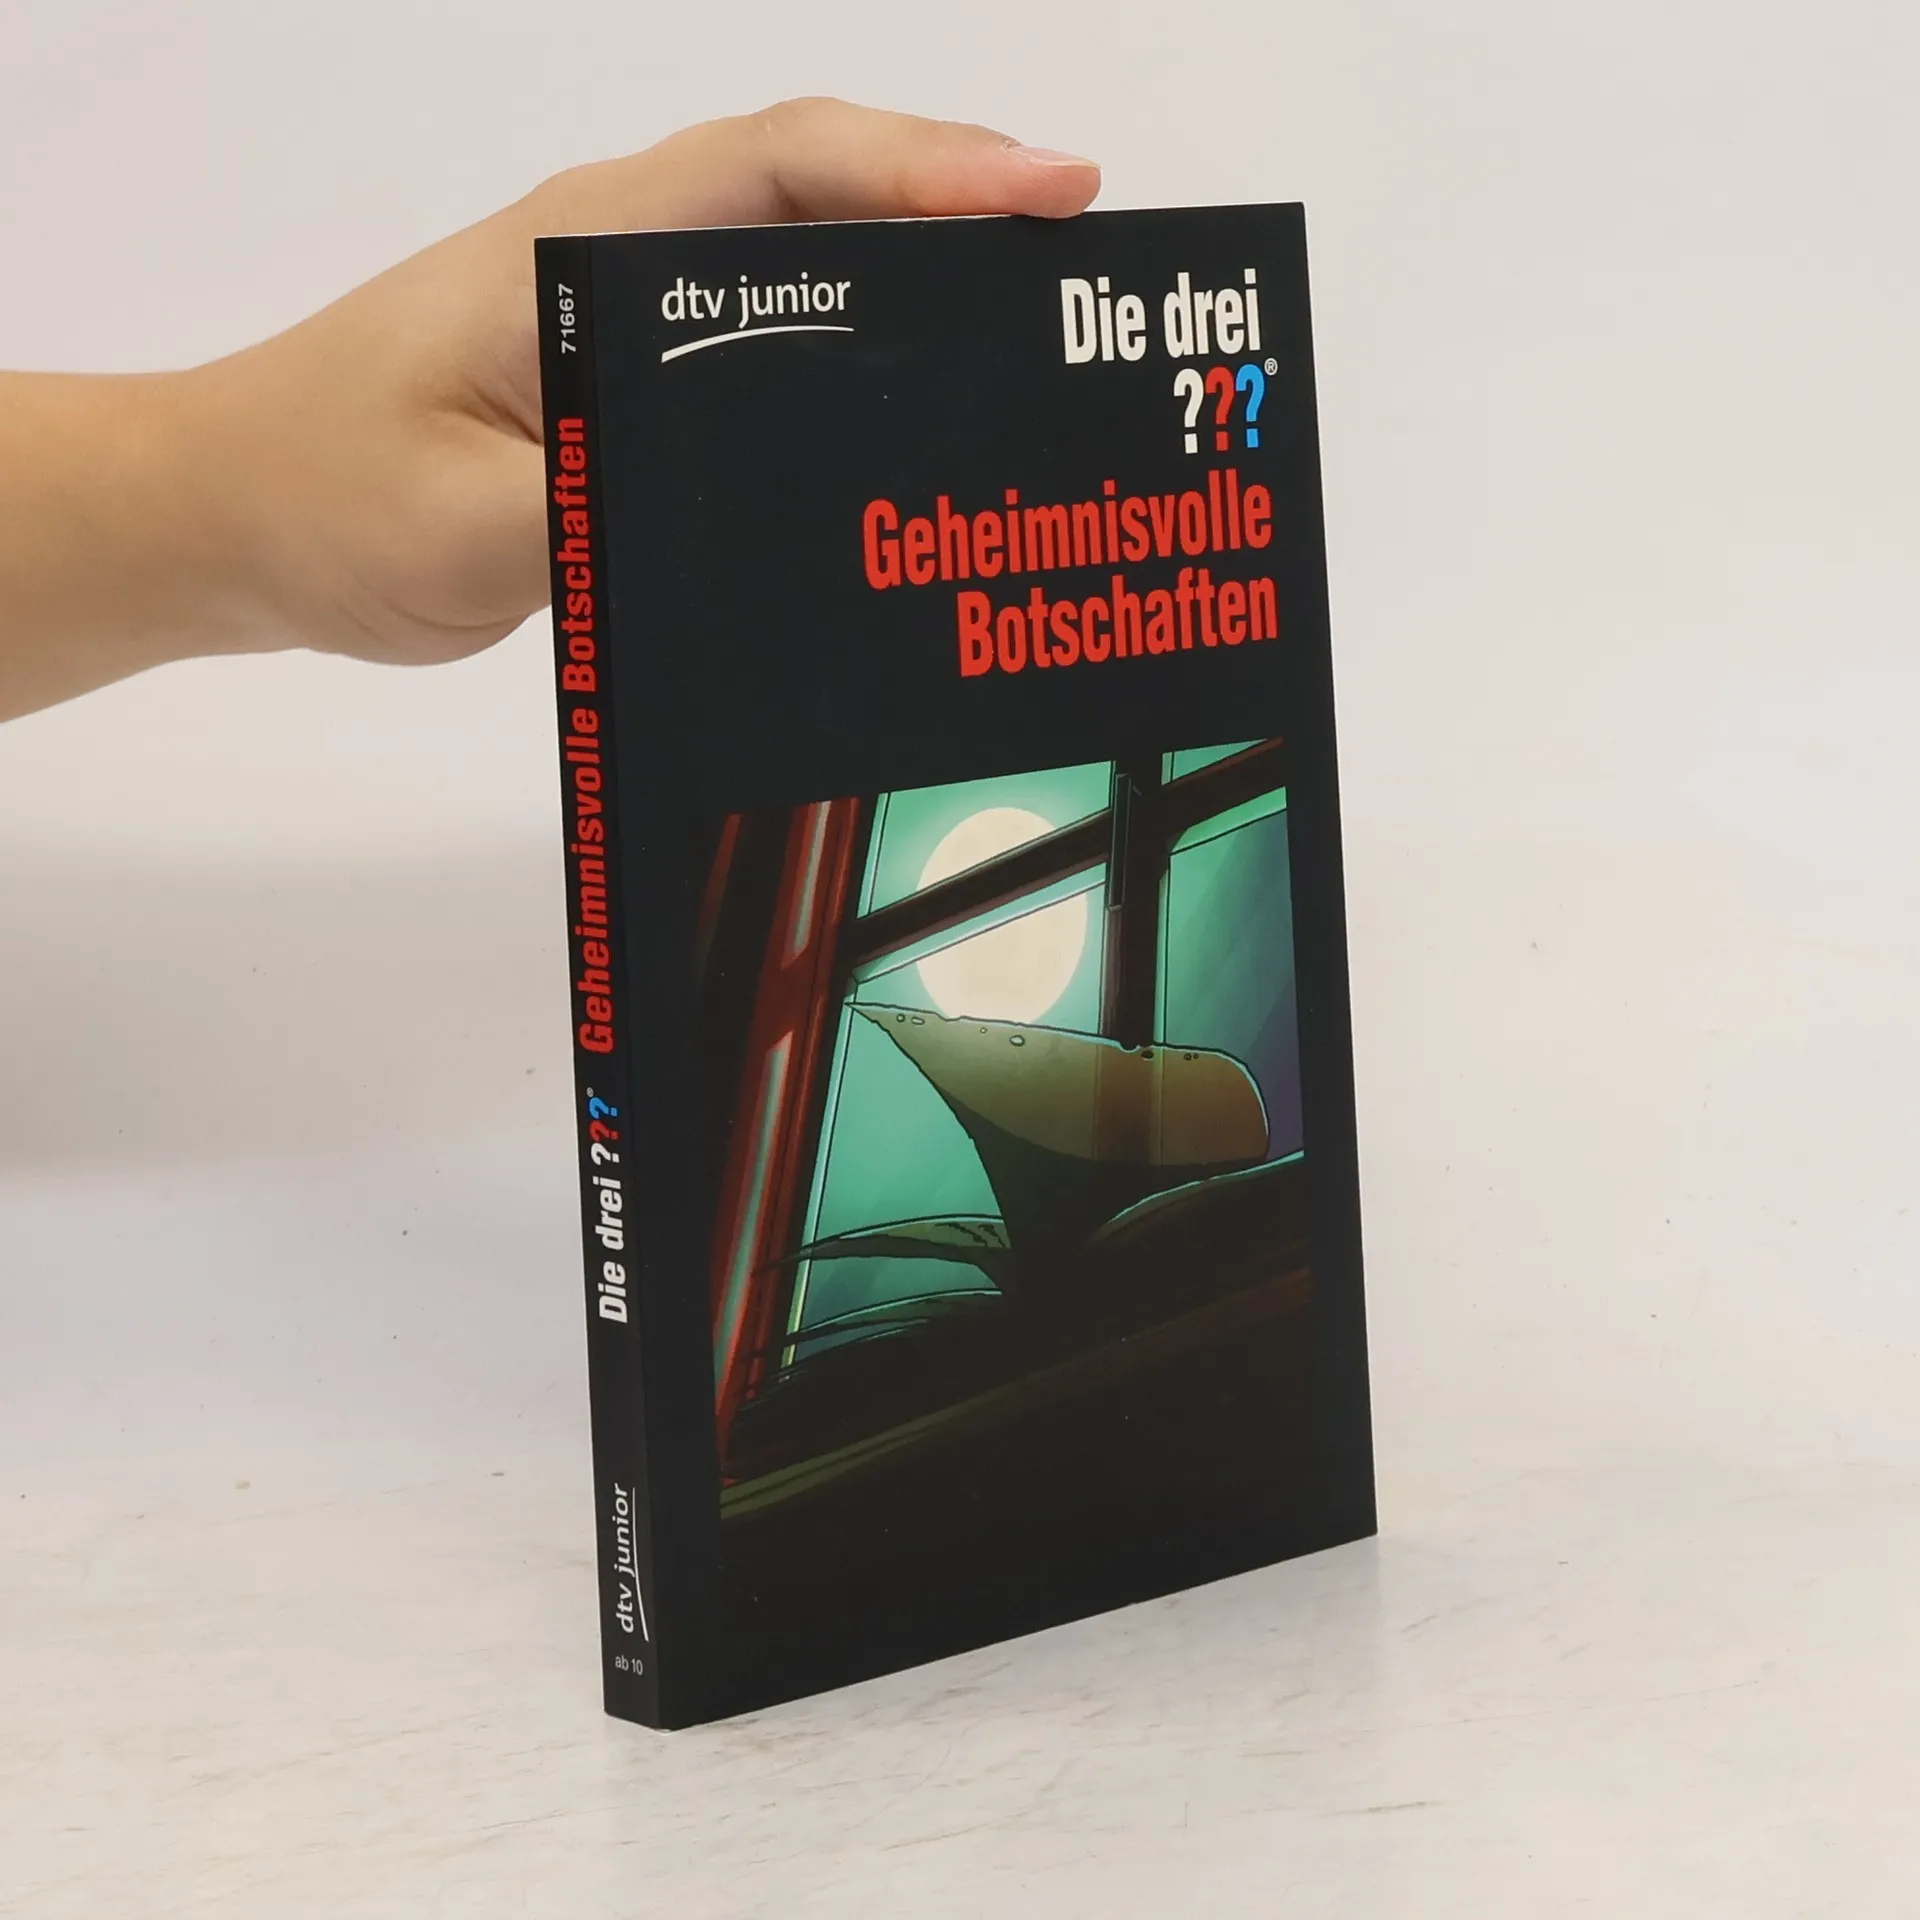 dtv junior
Die drei
???®
Geheimnisvolle
Botschaften
71667
Die drei ???® Geheimnisvolle Botschaften
dtv junior
ab 10